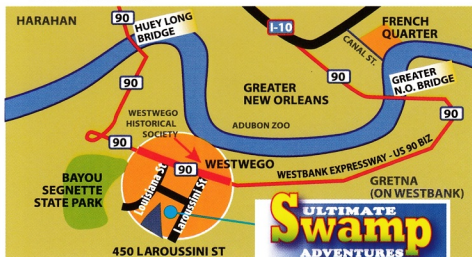 HARAHAN
90
HUEY LONG
BRIDGE
I-10
FRENCH
QUARTER
CANAL ST.
90
90
GREATER
NEW ORLEANS
GREATER
N.O. BRIDGE
90
WESTWEGO
HISTORICAL
SOCIETY
ADUBON ZOO
90
90
WESTWEGO
WESTBANK EXPRESSWAY - US 90 BIZ
BAYOU
SEGNETTE
STATE PARK
Louisiana St
Laroussini St
GRETNA
(ON WESTBANK)
450 LAROUSSINI ST
ULTIMATE
Swamp
ADVENTURES